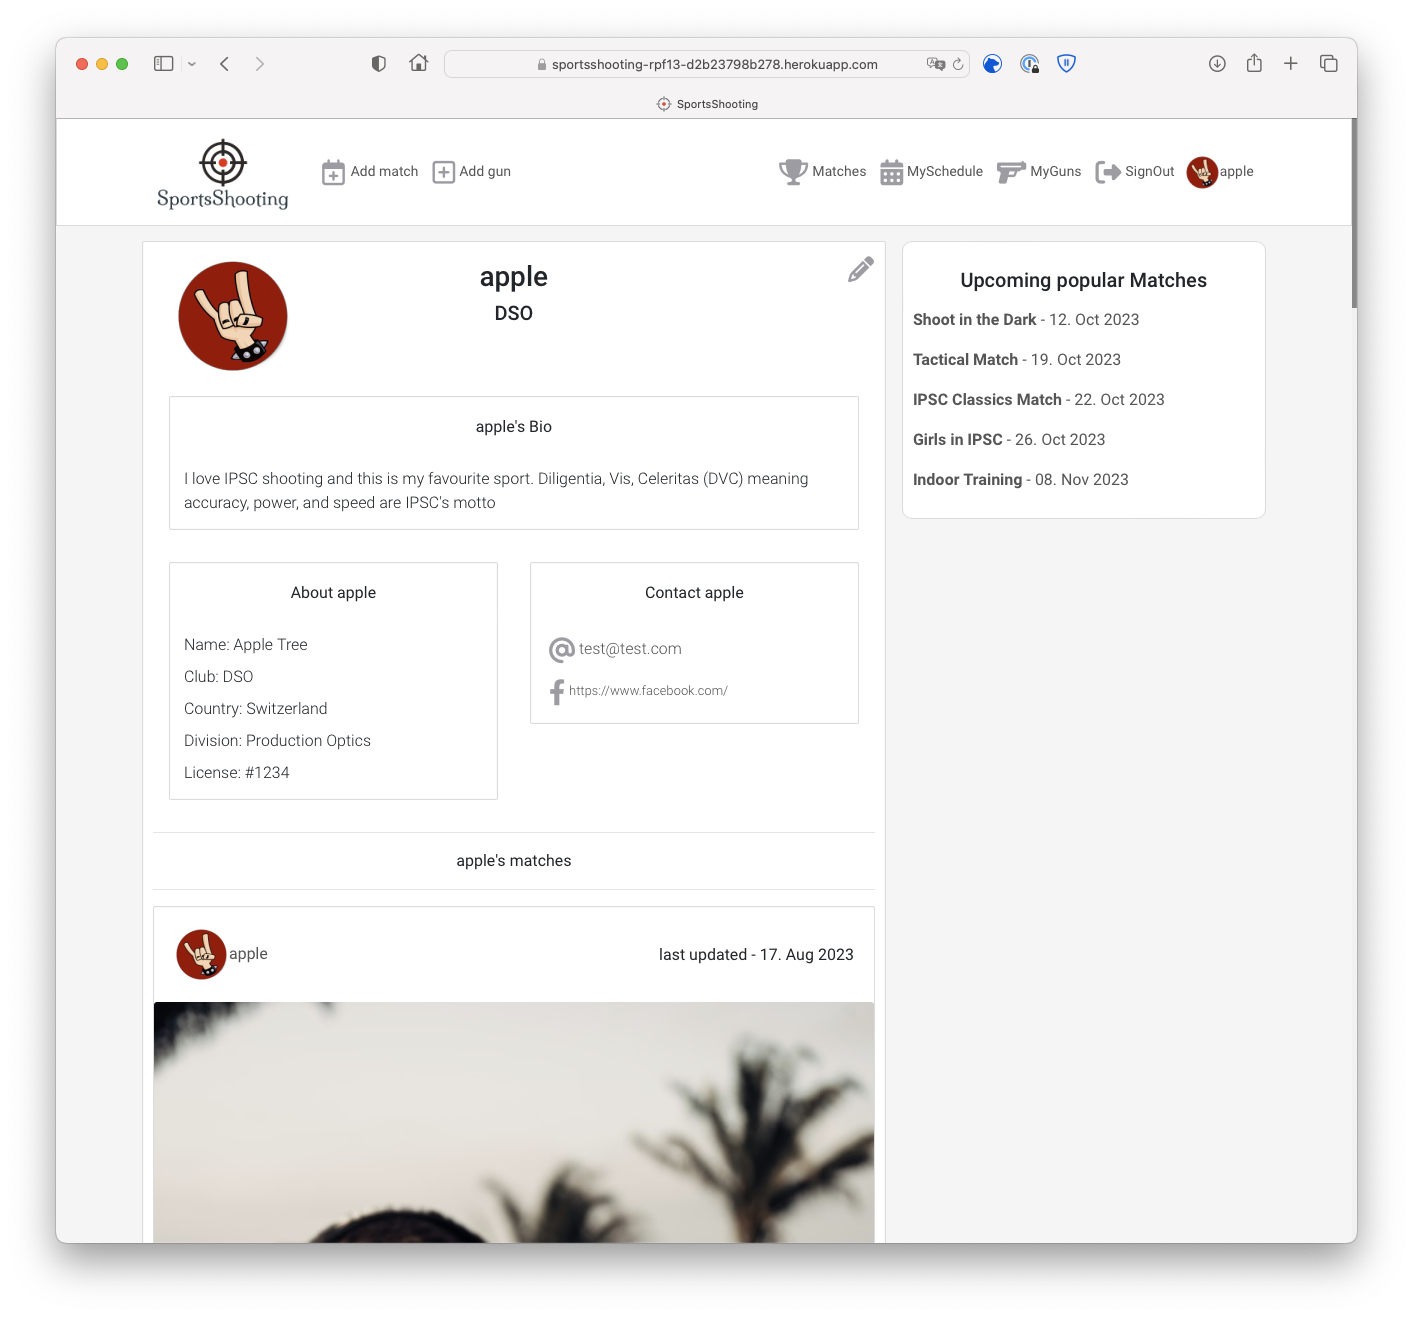 sportsshooting-rpf13-d2b23798b278.herokuapp.com
SportsShooting
SportsShooting
Add match
Add gun
Matches
MySchedule
MyGuns
SignOut
apple
apple
DSO
apple's Bio
I love IPSC shooting and this is my favourite sport. Diligentia, Vis, Celeritas (DVC) meaning
accuracy, power, and speed are IPSC's motto
About apple
Name: Apple Tree
Club: DSO
Country: Switzerland
Division: Production Optics
License: #1234
Contact apple
test@test.com
https://www.facebook.com/
apple's matches
apple
last updated - 17. Aug 2023
Upcoming popular Matches
Shoot in the Dark - 12. Oct 2023
Tactical Match - 19. Oct 2023
IPSC Classics Match - 22. Oct 2023
Girls in IPSC - 26. Oct 2023
Indoor Training - 08. Nov 2023